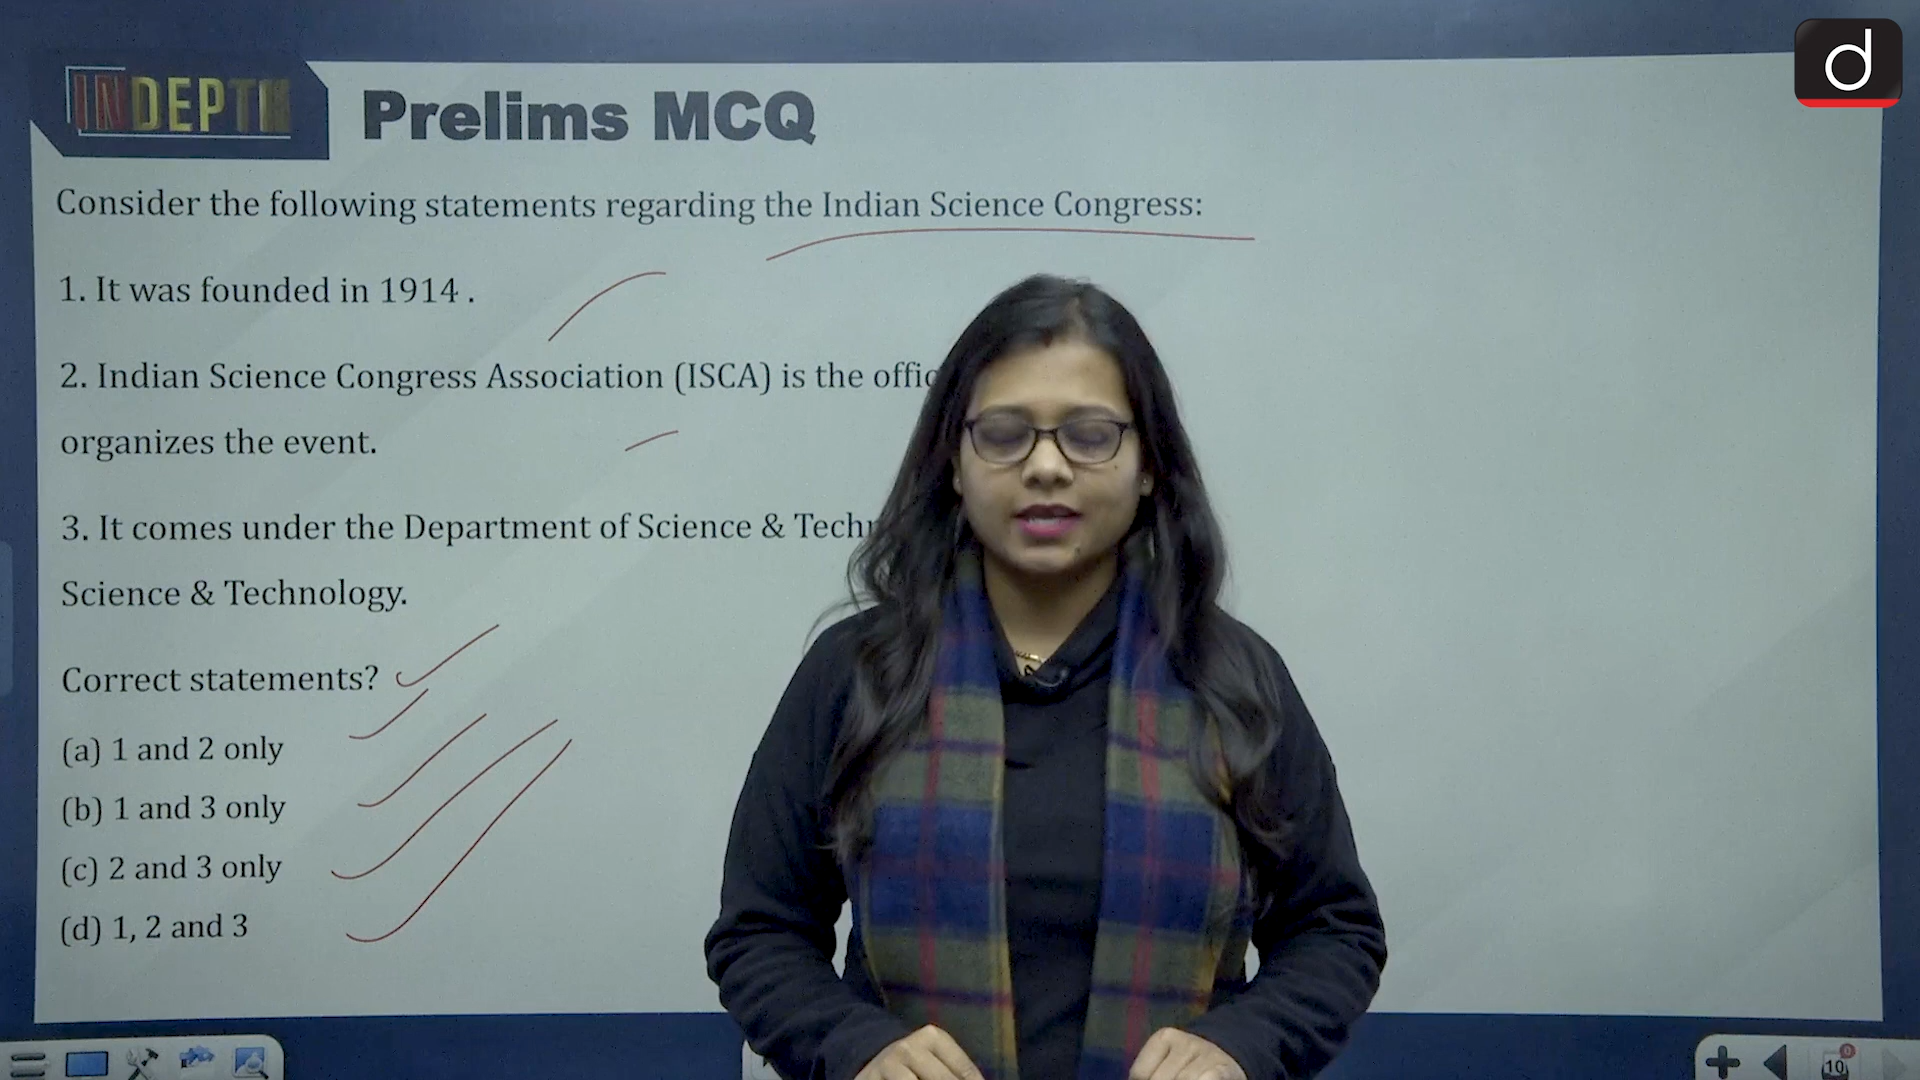 d
INDEPTH
Prelims MCQ
Consider the following statements regarding the Indian Science Congress:
1. It was founded in 1914 .
2. Indian Science Congress Association (ISCA) is the
organizes the event.
3. It comes under the Department of Science &
Science & Technology.
Correct statements?
(a) 1 and 2 only
(b) 1 and 3 only
(c) 2 and 3 only
(d) 1, 2 and 3
10